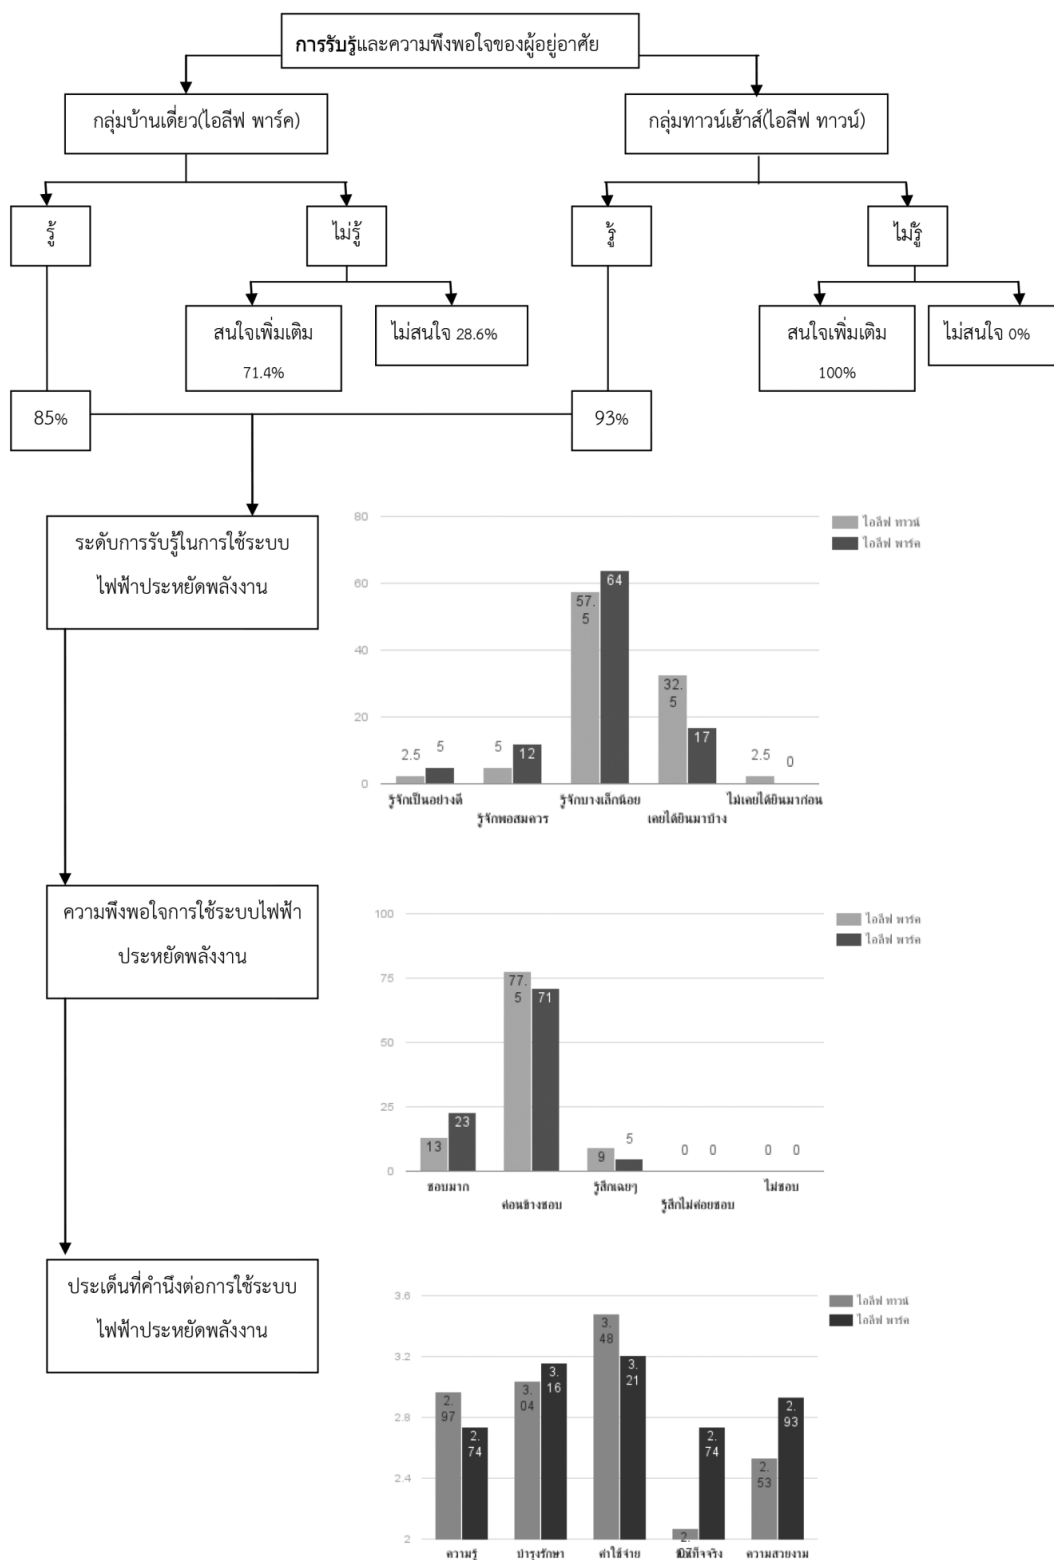 การรับรู้และความพึงพอใจของผู้อยู่อาศัย
กลุ่มบ้านเดี่ยว(ไอลีฟ พาร์ค)
กลุ่มทาวน์เฮ้าส์(ไอลีฟ ทาวน์)
รู้
ไม่รู้
รู้
ไม่รู้
สนใจเพิ่มเติม
71.4%
ไม่สนใจ 28.6%
สนใจเพิ่มเติม
100%
ไม่สนใจ 0%
85%
93%
ระดับการรับรู้ในการใช้ระบบ
ไฟฟ้าประหยัดพลังงาน
80
60
40
20
0
2.5
5
5
12
57.
5
64
32.
5
17
2.5
0
รู้จักเป็นอย่างดี
รู้จักพอสมควร
รู้จักบางเล็กน้อย
เคยได้ยินมาบ้าง
ไม่เคยได้ยินมาก่อน
ไอลีฟ ทาวน์
ไอลีฟ พาร์ค
ความพึงพอใจการใช้ระบบไฟฟ้า
ประหยัดพลังงาน
100
75
50
25
0
13
23
77.
5
71
9
5
0
0
0
0
ชอบมาก
ค่อนข้างชอบ
รู้สึกเฉยๆ
รู้สึกไม่ค่อยชอบ
ไม่ชอบ
ไอลีฟ พาร์ค
ไอลีฟ พาร์ค
ประเด็นที่คำนึงต่อการใช้ระบบ
ไฟฟ้าประหยัดพลังงาน
3.6
3.2
2.8
2.4
2
2.
97
2.
74
3.
04
3.
16
3.
48
3.
21
2.
07
2.
74
2.
53
2.
93
ความรู้
บำรุงรักษา
ค่าใช้จ่าย
ความสวยงาม
ไอลีฟ ทาวน์
ไอลีฟ พาร์ค